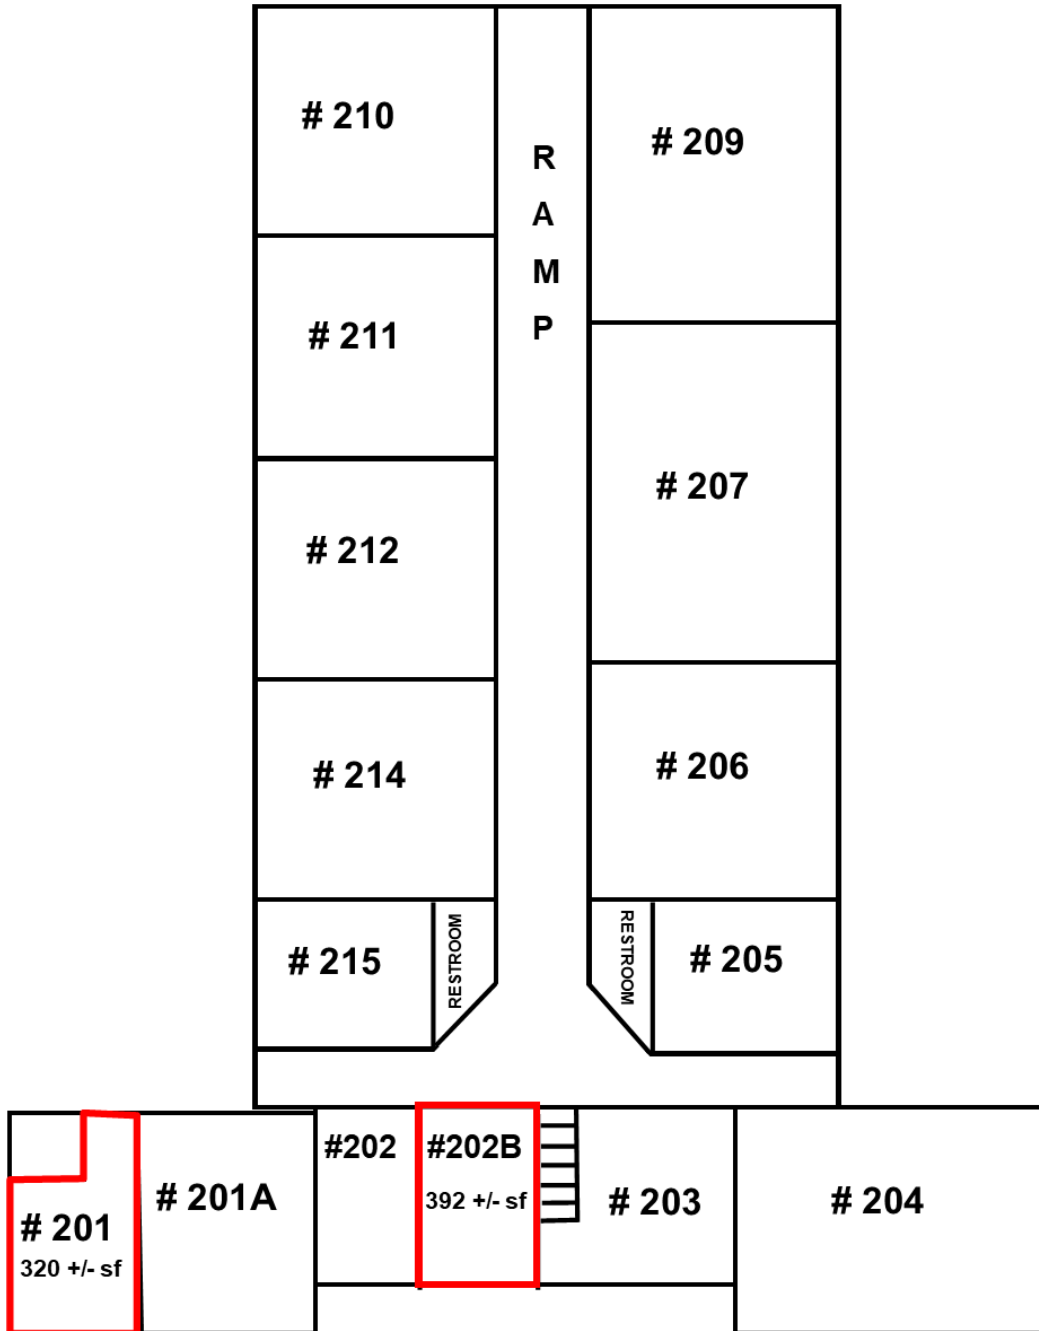 # 210
# 209
R
A
M
P
# 211
# 207
# 212
# 214
# 206
# 215
RESTROOM
RESTROOM
# 205
#202
#202B
392 +/- sf
# 201A
# 203
# 204
# 201
320 +/- sf